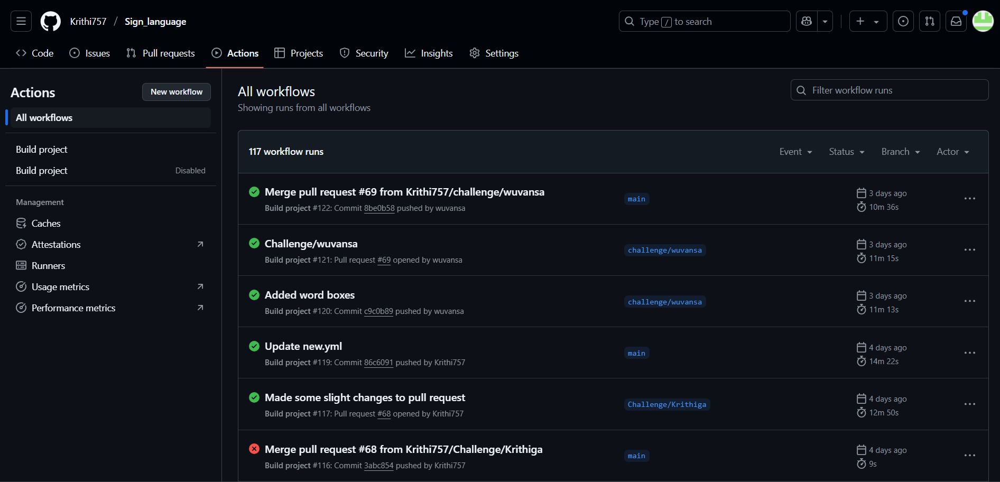 Krithi757 / Sign_language
Type / to search
Code
Issues
Pull requests
Actions
Projects
Security
Insights
Settings
Actions
New workflow
All workflows
Build project
Build project Disabled
Management
Caches
Attestations
Runners
Usage metrics
Performance metrics
All workflows
Showing runs from all workflows
Filter workflow runs
117 workflow runs
Event
Status
Branch
Actor
Merge pull request #69 from Krithi757/challenge/wuvansa
Build project #122: Commit 8be0b58 pushed by wuvansa
main
3 days ago
10m 36s
Challenge/wuvansa
Build project #121: Pull request #69 opened by wuvansa
challenge/wuvansa
3 days ago
11m 15s
Added word boxes
Build project #120: Commit c9c0b89 pushed by wuvansa
challenge/wuvansa
3 days ago
11m 13s
Update new.yml
Build project #119: Commit 86c6091 pushed by Krithi757
main
4 days ago
14m 22s
Made some slight changes to pull request
Build project #117: Pull request #68 opened by Krithi757
Challenge/Krithiga
4 days ago
12m 50s
Merge pull request #68 from Krithi757/Challenge/Krithiga
Build project #116: Commit 3abc854 pushed by Krithi757
main
4 days ago
9s